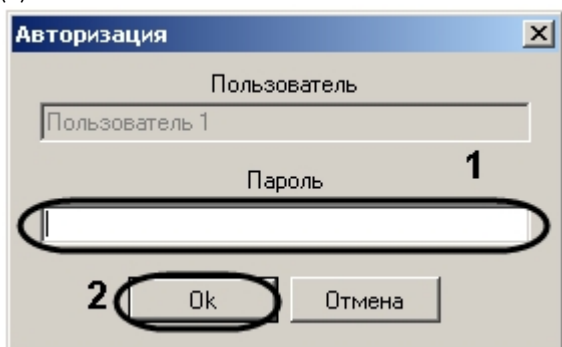 Авторизация
Пользователь
Пользователь 1
1
Пароль
2
Ok Отмена